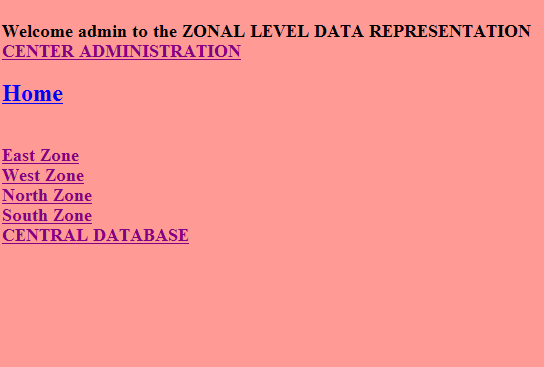 Welcome admin to the ZONAL LEVEL DATA REPRESENTATION
CENTER ADMINISTRATION
Home
East Zone
West Zone
North Zone
South Zone
CENTRAL DATABASE